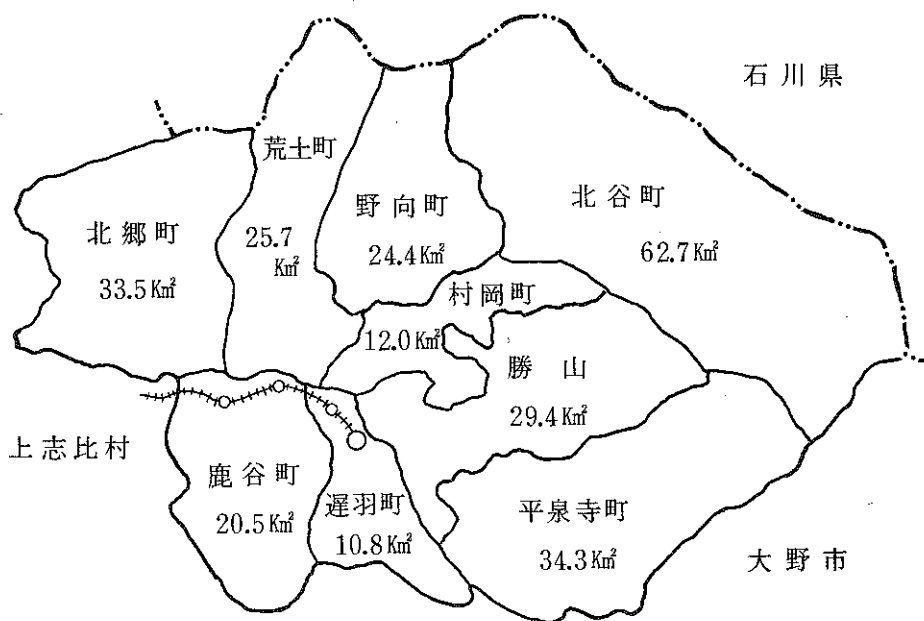 石川県
荒土町
25.7
Km²
野向町
24.4Km²
北谷町
62.7Km²
北郷町
33.5Km²
村岡町
12.0Km²
勝山
29.4Km²
上志比村
鹿谷町
20.5Km²
遅羽町
10.8Km²
平泉寺町
34.3Km²
大野市